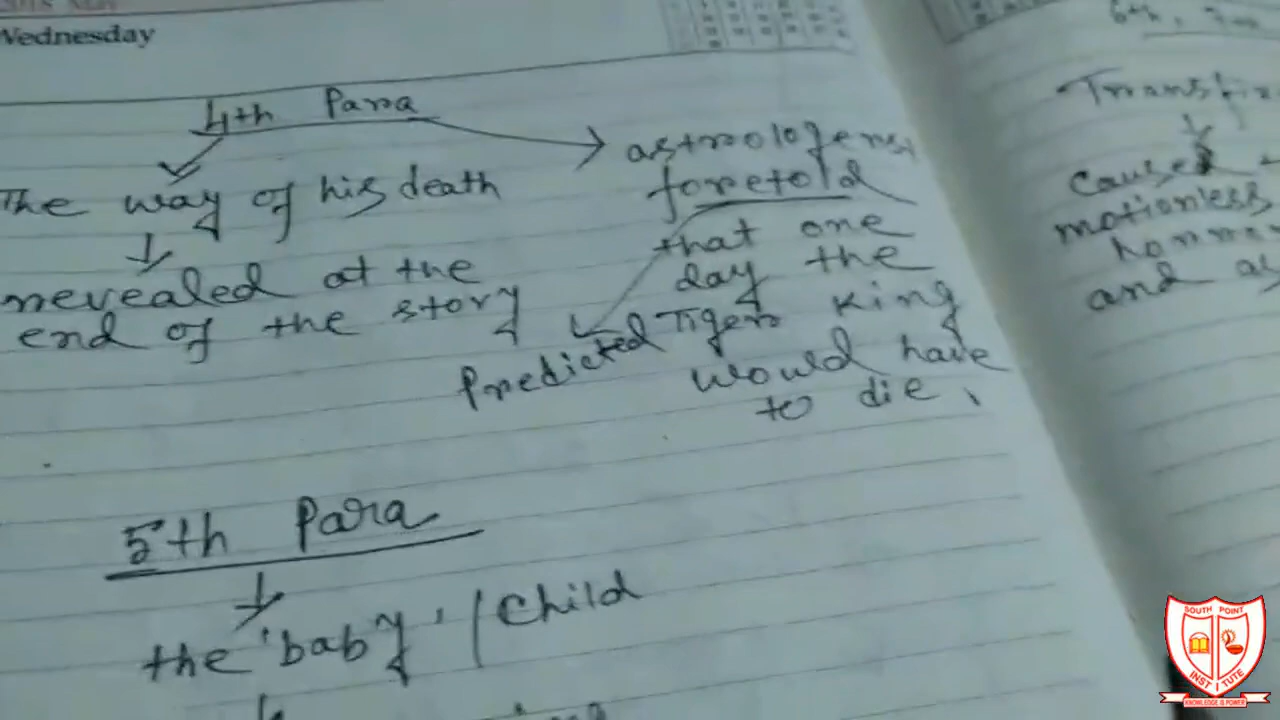 Wednesday
4th Para
The way of his death
revealed at the
end of the story
astrologers
foretold
that one
day the
Tiger King
would have
to die,
Predicted
5th Para
the 'baby' / Child
6th,
Cause
motionless
and
SOUTH POINT
INSTITUTE
KNOWLEDGE IS POWER